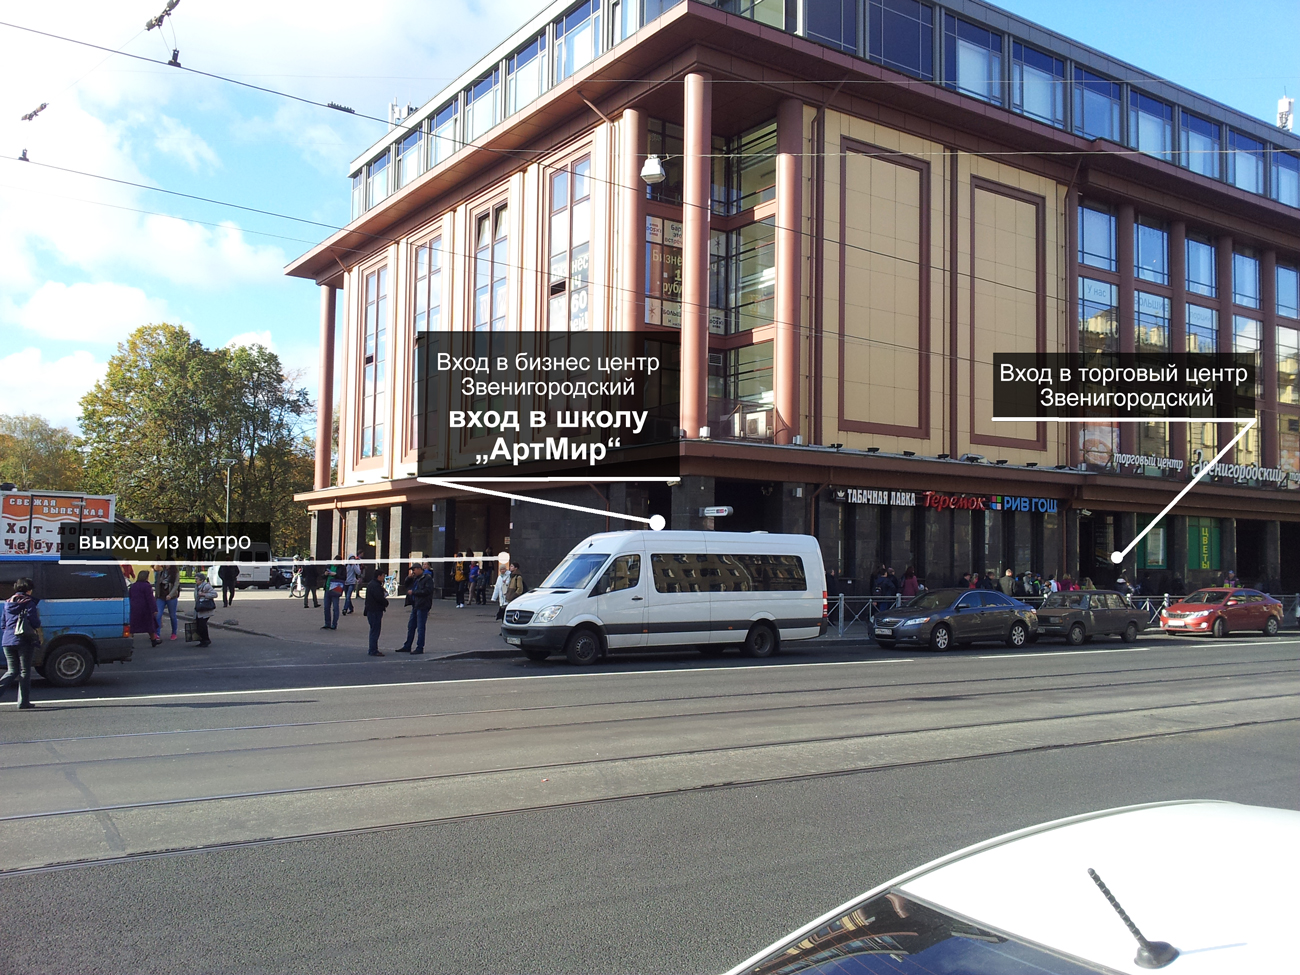 Вход в бизнес центр
Звенигородский
вход в школу
„АртМир“
Вход в торговый центр
Звенигородский
выход из метро
СВЕЖАЯ
ВЫПЕЧКА
торговый центр
Звенигородский
ТАБАЧНАЯ ЛАВКА
Теремок
РИВ ГОШ
ЦВЕТЫ
У нас